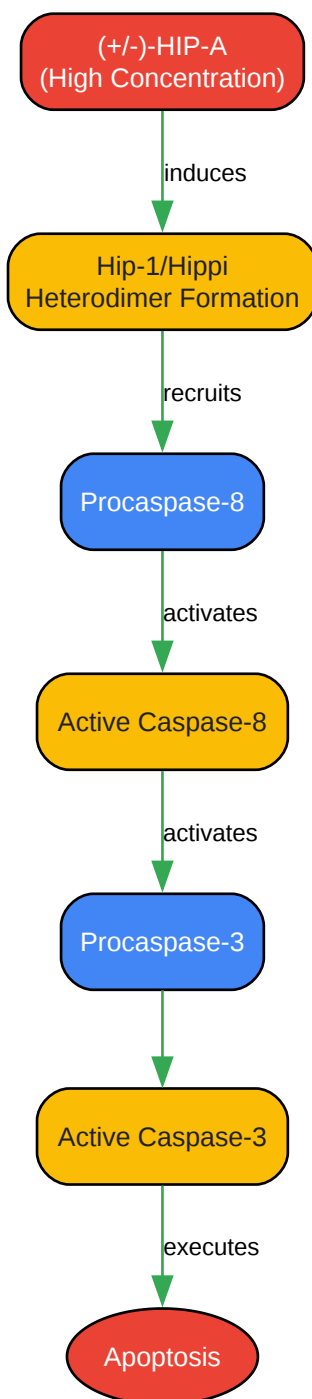 (+/-)-HIP-A
(High Concentration)
induces
Hip-1/Hippi
Heterodimer Formation
recruits
Procaspase-8
activates
Active Caspase-8
activates
Procaspase-3
Active Caspase-3
executes
Apoptosis